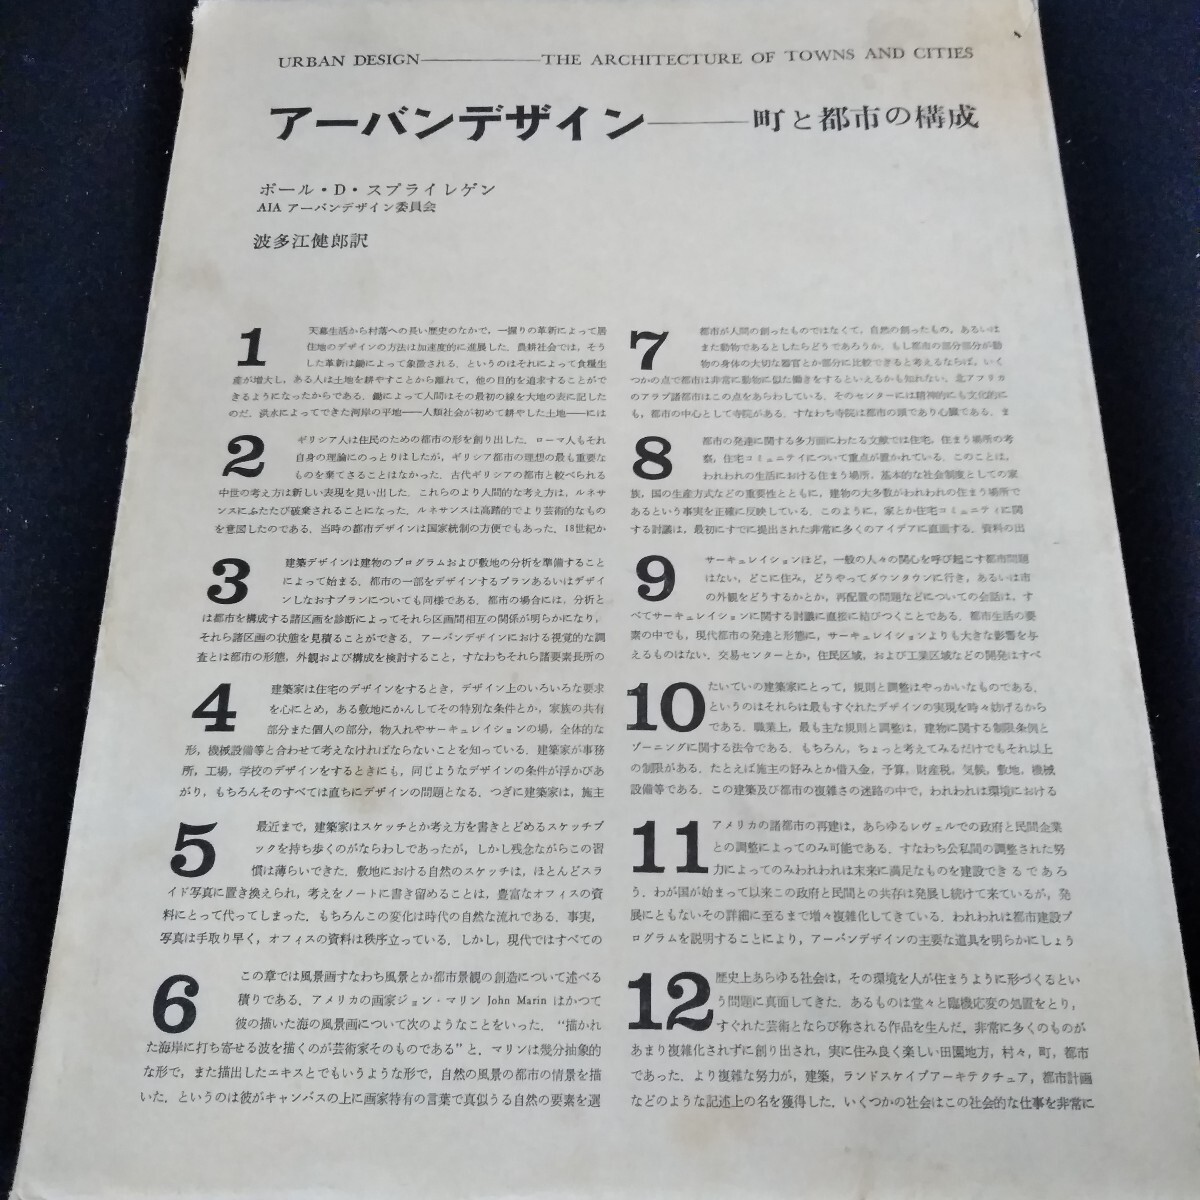 URBAN DESIGN———THE ARCHITECTURE OF TOWNS AND CITIES
アーバンデザイン———町と都市の構成
ポール・D・スプライレゲン
AIA アーバンデザイン委員会
波多江健郎訳
1
天幕生活から村落への長い歴史のなかで，一握りの革新によって居
住地のデザインの方法は加速度的に進展した．農耕社会では，そう
した革新は鋤によって象徴される．というのはそれによって食糧生
産が増大し，ある人は土地を耕やすことから離れて，他の目的を追求することがで
きるようになったからである．鋤によって人間はその最初の線を大地の表に記した
のだ．洪水によってできた河岸の平地——人類社会が初めて耕やした土地——には
2
ギリシア人は住民のための都市の形を創り出した．ローマ人もそれ
自身の理論にのっとりはしたが，ギリシア都市の理想の最も重要な
ものを棄てさることはなかった．古代ギリシアの都市と較べられる
中世の考え方は新しい表現を見い出した．これらのより人間的な考え方は，ルネサ
ンスにふたたび破棄されることになった．ルネサンスは高踏的でより芸術的なもの
を意図したのである．当時の都市デザインは国家統制の方便でもあった．18世紀か
3
建築デザインは建物のプログラムおよび敷地の分析を準備すること
によって始まる．都市の一部をデザインするプランあるいはデザイ
ンしなおすプランについても同様である．都市の場合には，分析と
は都市を構成する諸区画を診断によってそれら区画間相互の関係が明らかになり，
それら諸区画の状態を見積ることができる．アーバンデザインにおける視覚的な調
査とは都市の形態，外観および構成を検討すること，すなわちそれら諸要素長所の
4
建築家は住宅のデザインをするとき，デザイン上のいろいろな要求
を心にとめ，ある敷地にかんしてその特別な条件とか，家族の共有
部分また個人の部分，物入れやサーキュレイションの場，全体的な
形，機械設備等と合わせて考えなければならないことを知っている．建築家が事務
所，工場，学校のデザインをするときにも，同じようなデザインの条件が浮かびあ
がり，もちろんそのすべては直ちにデザインの問題となる．つぎに建築家は，施主
5
最近まで，建築家はスケッチとか考え方を書きとどめるスケッチブ
ックを持ち歩くのがならわしであったが，しかし残念ながらこの習
慣は薄らいできた．敷地における自然のスケッチは，ほとんどスラ
イド写真に置き換えられ，考えをノートに書き留めることは，豊富なオフィスの資
料にとって代ってしまった．もちろんこの変化は時代の自然な流れである．事実，
写真は手取り早く，オフィスの資料は秩序立っている．しかし，現代ではすべての
6
この章では風景画すなわち風景とか都市景観の創造について述べる
積りである．アメリカの画家ジョン・マリン John Marin はかつて
彼の描いた海の風景画について次のようなことをいった．“描かれ
た海岸に打ち寄せる波を描くのが芸術家そのものである”と．マリンは幾分抽象的
な形で，また描出したエキスとでもいうような形で，自然の風景の都市の情景を描
いた．というのは彼がキャンバスの上に画家特有の言葉で真似うる自然の要素を選
7
都市が人間の創ったものではなくて，自然の創ったもの，あるいは
また動物であるとしたらどうであろうか．もし都市の部分部分が動
物の身体の大切な器官とか部分に比較できると考えるならば，いく
つかの点で都市は非常に動物に似た働きをするといえるかも知れない．北アフリカ
のアラブ諸都市はこの点をあらわしている．そのセンターには精神的にも文化的に
も，都市の中心として寺院がある．すなわち寺院は都市の頭であり心臓である．ま
8
都市の発達に関する多方面にわたる文献では住宅，住まう場所の考
察，住宅コミュニテイについて重点が置かれている．このことは，
われわれの生活における住まう場所，基本的な社会制度としての家
族，国の生産方式などの重要性とともに，建物の大多数がわれわれの住まう場所で
あるという事実を正確に反映している．このように，家とか住宅コミュニティに関
する討議は，最初にすでに提出された非常に多くのアイデアに直面する．資料の出
9
サーキュレイションほど，一般の人々の関心を呼び起こす都市問題
はない，どこに住み，どうやってダウンタウンに行き，あるいは市
の外観をどうするかとか，再配置の問題などについての会話は，す
べてサーキュレイションに関する討議に直接に結びつくことである．都市生活の要
素の中でも，現代都市の発達と形態に，サーキュレイションよりも大きな影響を与
えるものはない．交易センターとか，住民区域，および工業区域などの開発はすべ
10
たいていの建築家にとって，規則と調整はやっかいなものである．
というのはそれらは最もすぐれたデザインの実現を時々妨げるから
である．職業上，最も主な規則と調整は，建物に関する制限条例と
ゾーニングに関する法令である．もちろん，ちょっと考えてみるだけでもそれ以上
の制限がある．たとえば施主の好みとか借入金，予算，財産税，気候，敷地，機械
設備等である．この建築及び都市の複雑さの迷路の中で，われわれは環境における
11
アメリカの諸都市の再建は，あらゆるレヴェルでの政府と民間企業
との調整によってのみ可能である．すなわち公私間の調整された努
力によってのみわれわれは未来に満足なものを建設できるであろ
う．わが国が始まって以来この政府と民間との共存は発展し続けて来ているが，発
展にともないその詳細に至るまで増々複雑化してきている．われわれは都市建設プ
ログラムを説明することにより，アーバンデザインの主要な道具を明らかにしよう
12
歴史上あらゆる社会は，その環境を人が住まうように形づくるとい
う問題に真面してきた．あるものは堂々と臨機応変の処置をとり，
すぐれた芸術とならび称される作品を生んだ．非常に多くのものが
あまり複雑化されずに創り出され，実に住み良く楽しい田園地方，村々，町，都市
であった．より複雑な努力が，建築，ランドスケイプアーキテクチュア，都市計画
などのような記述上の名を獲得した．いくつかの社会はこの社会的な仕事を非常に